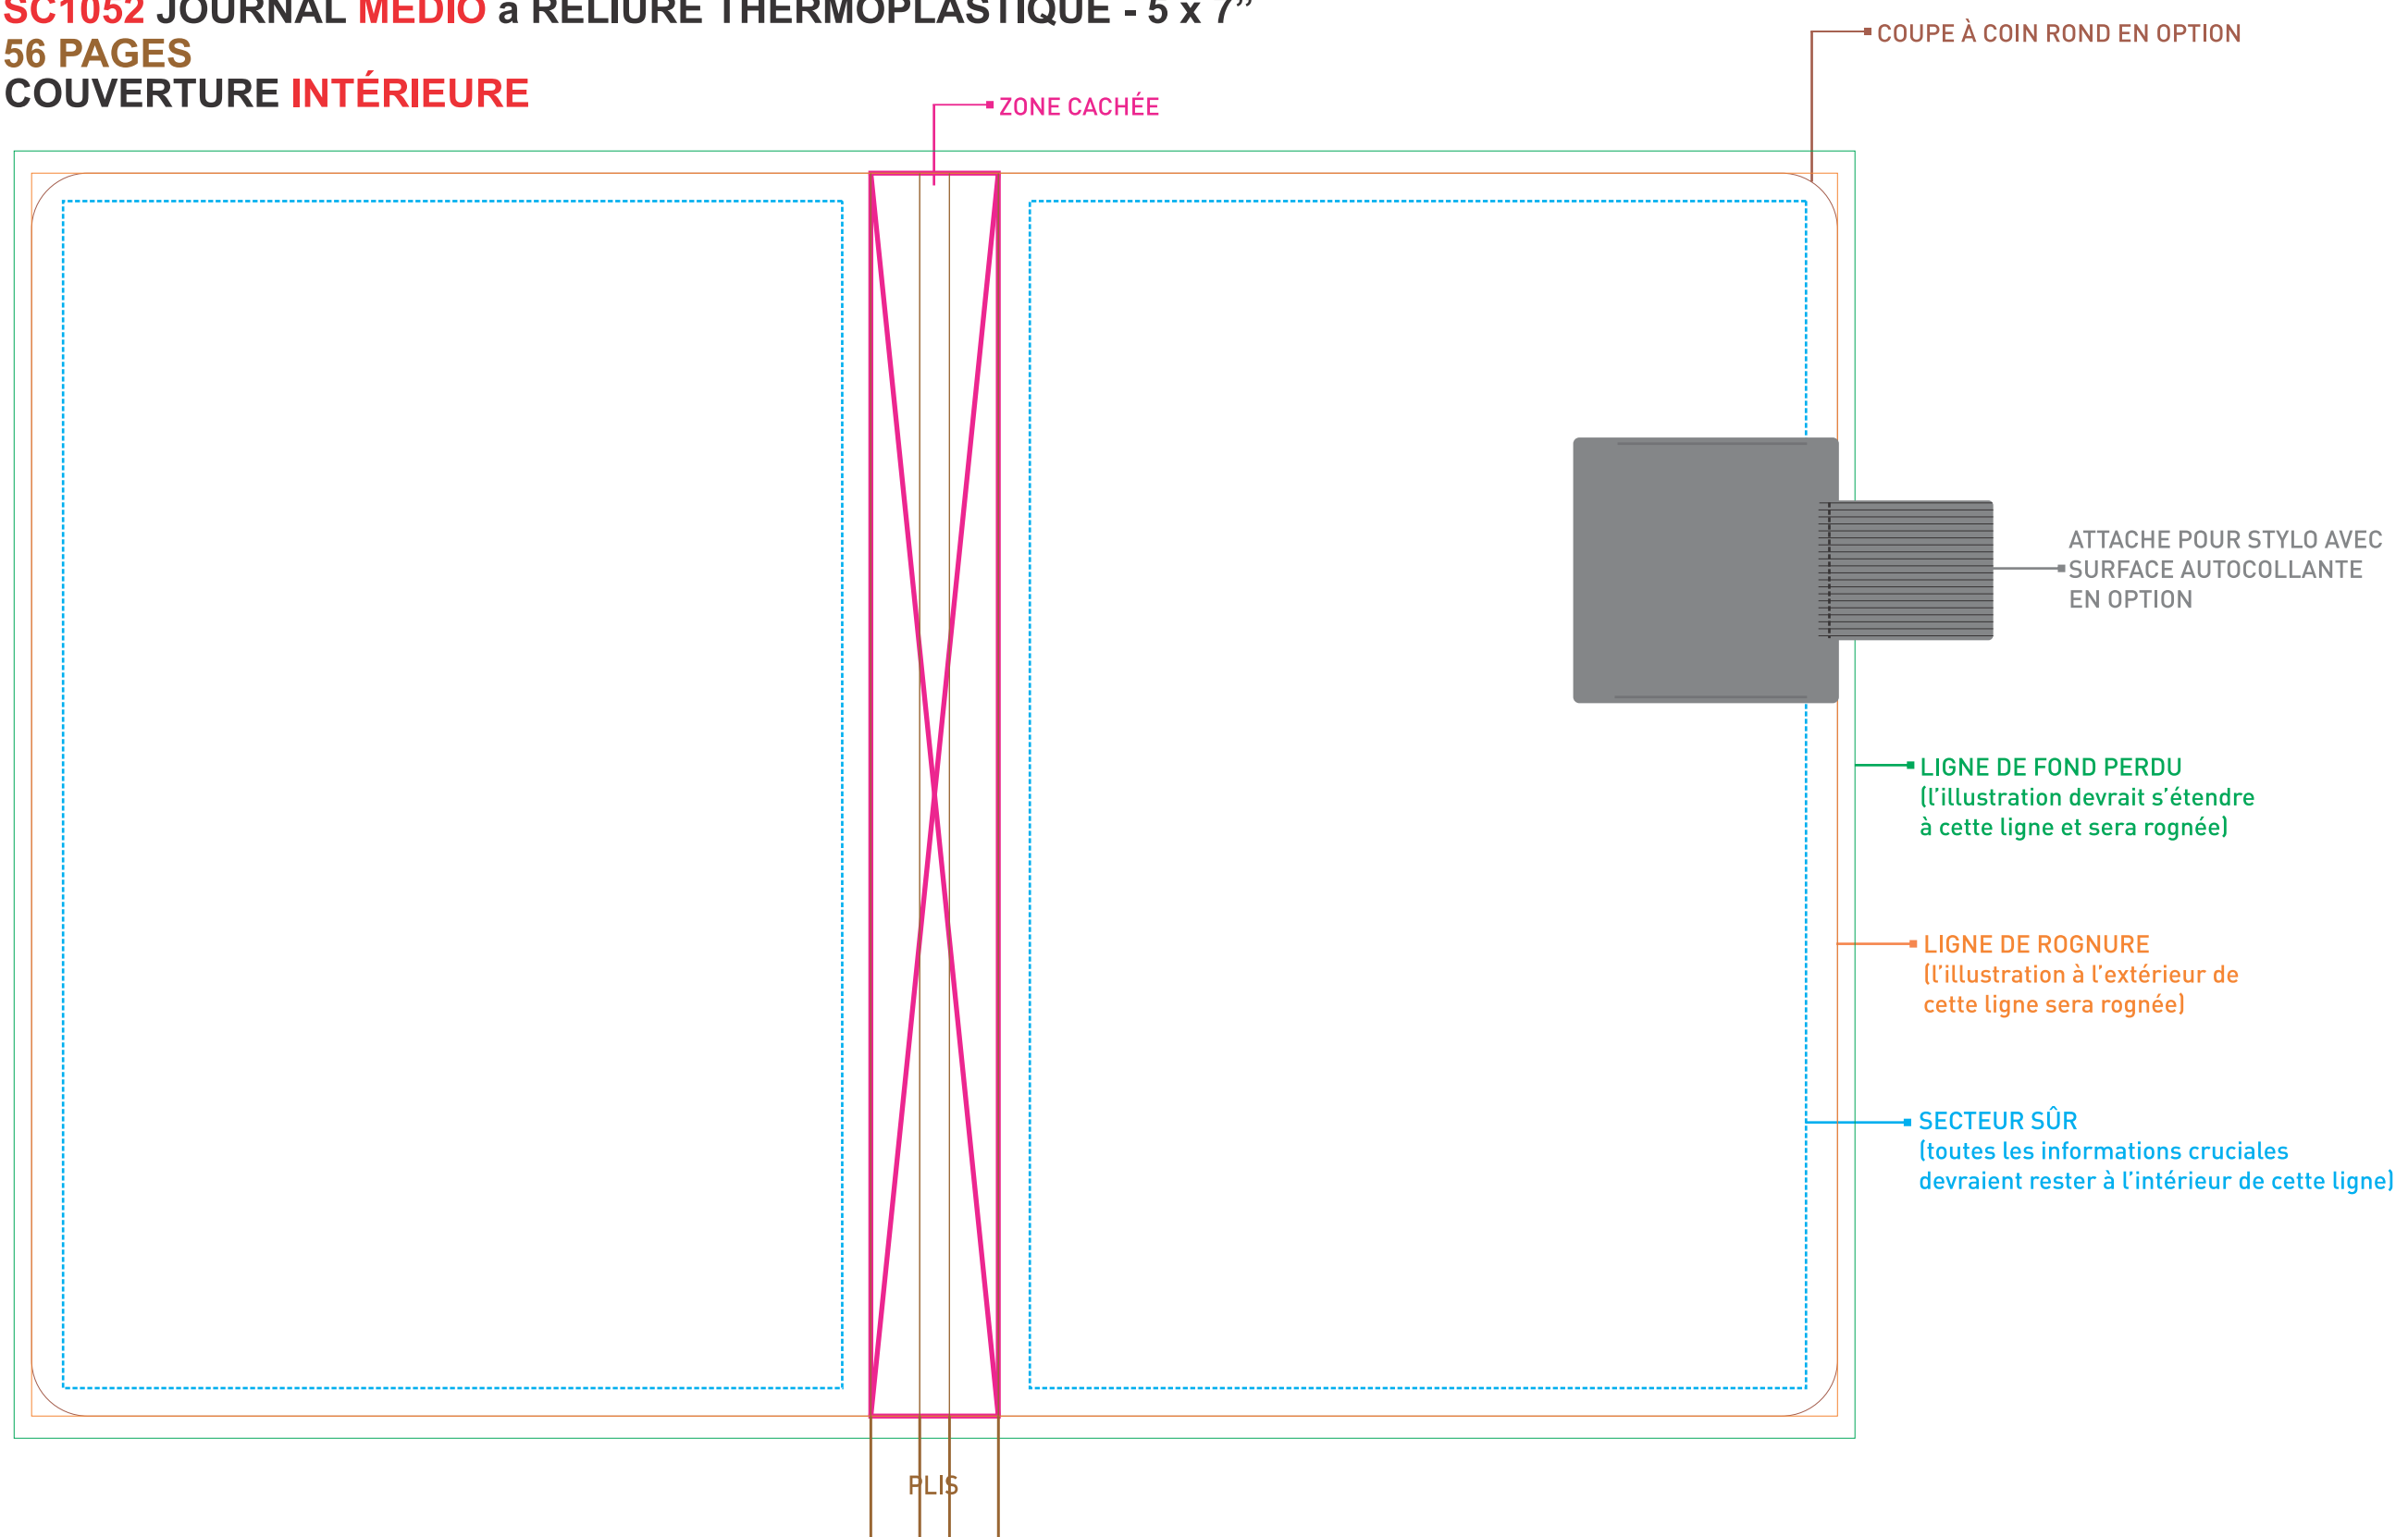 SC1052 JOURNAL MEDIO à RELIURE THERMOPLASTIQUE - 5 x 7”
56 PAGES
COUVERTURE INTÉRIEURE
COUPE À COIN ROND EN OPTION
ZONE CACHÉE
ATTACHE POUR STYLO AVEC
SURFACE AUTOCOLLANTE
EN OPTION
LIGNE DE FOND PERDU
(l’illustration devrait s’étendre
à cette ligne et sera rognée)
LIGNE DE ROGNURE
(l’illustration à l’extérieur de
cette ligne sera rognée)
SECTEUR SÛR
(toutes les informations cruciales
devraient rester à l’intérieur de cette ligne)
PLIS